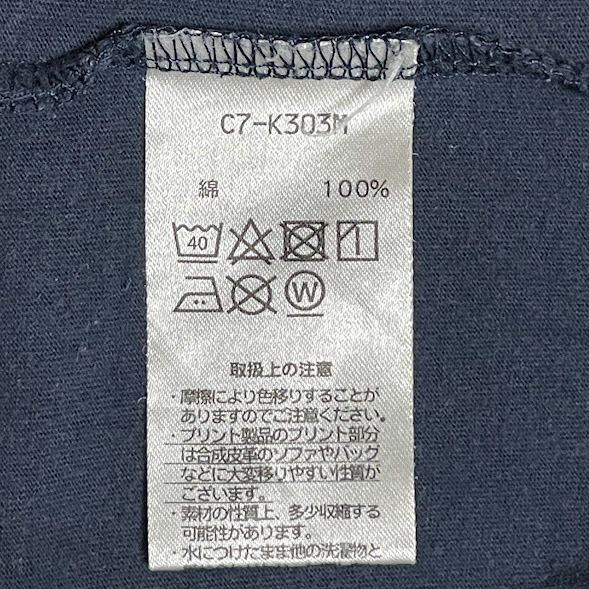 C7-K303M
綿 100%
40
W
取扱上の注意
・摩擦により色移りすることが
ありますのでご注意ください。
・プリント製品のプリント部分
は合成皮革のソファやバッグ
などに大変移りやすい性質が
ございます。
・素材の性質上、多少収縮する
可能性があります。
・水につけたまま他の洗濯物と